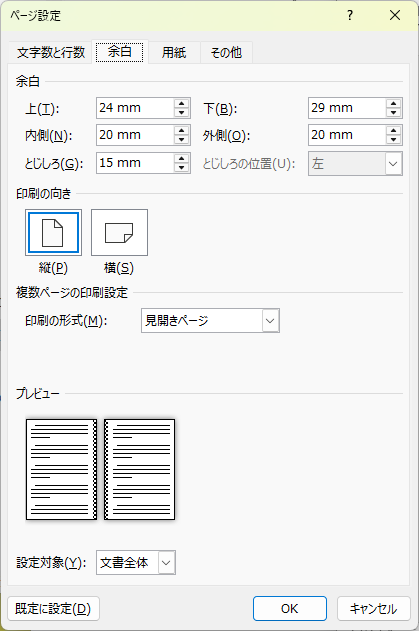 ページ設定
文字数と行数 余白 用紙 その他
余白
上(T): 24 mm 下(B): 29 mm
内側(N): 20 mm 外側(O): 20 mm
とじしろ(G): 15 mm とじしろの位置(U): 左
印刷の向き
縦(P) 横(S)
複数ページの印刷設定
印刷の形式(M): 見開きページ
プレビュー
設定対象(Y): 文書全体
既定に設定(D) OK キャンセル